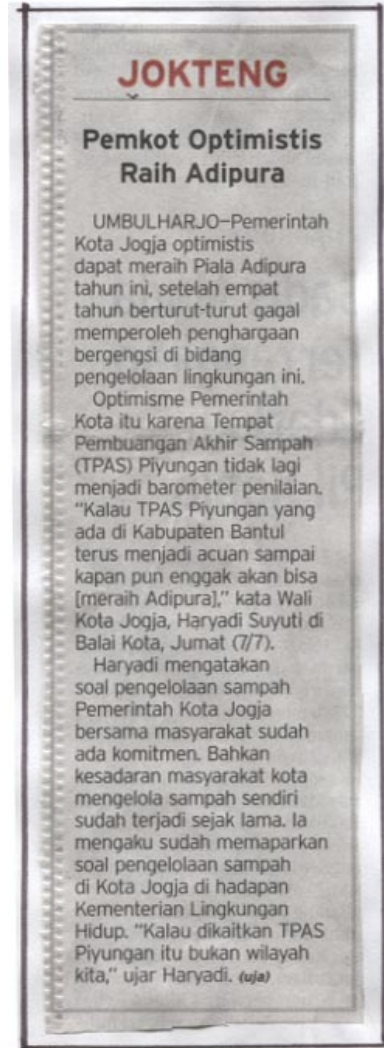 JOKTENG
Pemkot Optimistis
Raih Adipura
UMBULHARJO—Pemerintah
Kota Jogja optimistis
dapat meraih Piala Adipura
tahun ini, setelah empat
tahun berturut-turut gagal
memperoleh penghargaan
bergengsi di bidang
pengelolaan lingkungan ini.
Optimisme Pemerintah
Kota itu karena Tempat
Pembuangan Akhir Sampah
(TPAS) Piyungan tidak lagi
menjadi barometer penilaian.
“Kalau TPAS Piyungan yang
ada di Kabupaten Bantul
terus menjadi acuan sampai
kapan pun enggak akan bisa
[meraih Adipura],” kata Wali
Kota Jogja, Haryadi Suyuti di
Balai Kota, Jumat (7/7).
Haryadi mengatakan
soal pengelolaan sampah
Pemerintah Kota Jogja
bersama masyarakat sudah
ada komitmen. Bahkan
kesadaran masyarakat kota
mengelola sampah sendiri
sudah terjadi sejak lama. Ia
mengaku sudah memaparkan
soal pengelolaan sampah
di Kota Jogja di hadapan
Kementerian Lingkungan
Hidup. “Kalau dikaitkan TPAS
Piyungan itu bukan wilayah
kita,” ujar Haryadi. (uja)